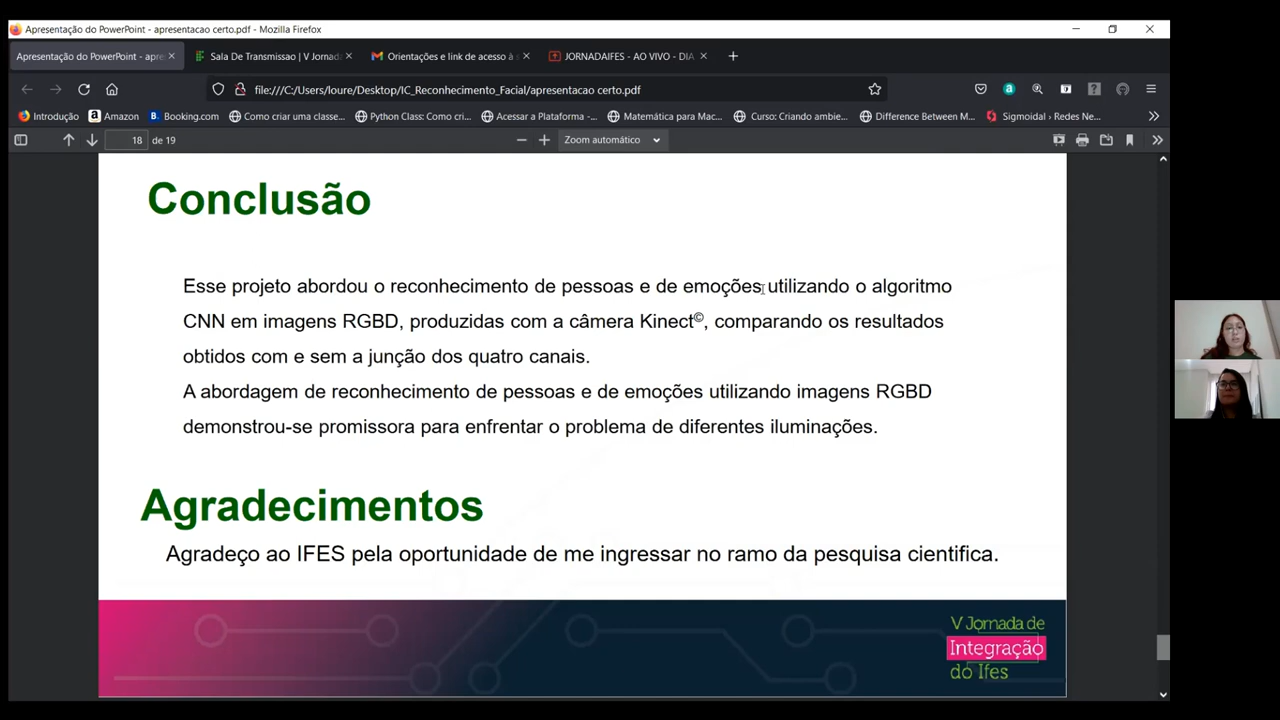 Apresentação do PowerPoint - apresentacao certo.pdf - Mozilla Firefox
Apresentação do PowerPoint - apre
Sala De Transmissao | V Jornad
Orientações e link de acesso à s
JORNADAIFES - AO VIVO - DIA
file:///C:/Users/loure/Desktop/IC_Reconhecimento_Facial/apresentacao certo.pdf
Introdução
Amazon
Booking.com
Como criar uma classe...
Python Class: Como cri...
Acessar a Plataforma - ...
Matemática para Mac...
Curso: Criando ambie...
Difference Between M...
Sigmoidal › Redes Ne...
18 de 19
Zoom automático
Conclusão
Esse projeto abordou o reconhecimento de pessoas e de emoções utilizando o algoritmo
CNN em imagens RGBD, produzidas com a câmera Kinect©, comparando os resultados
obtidos com e sem a junção dos quatro canais.
A abordagem de reconhecimento de pessoas e de emoções utilizando imagens RGBD
demonstrou-se promissora para enfrentar o problema de diferentes iluminações.
Agradecimentos
Agradeço ao IFES pela oportunidade de me ingressar no ramo da pesquisa cientifica.
V Jornada de
Integração
do Ifes